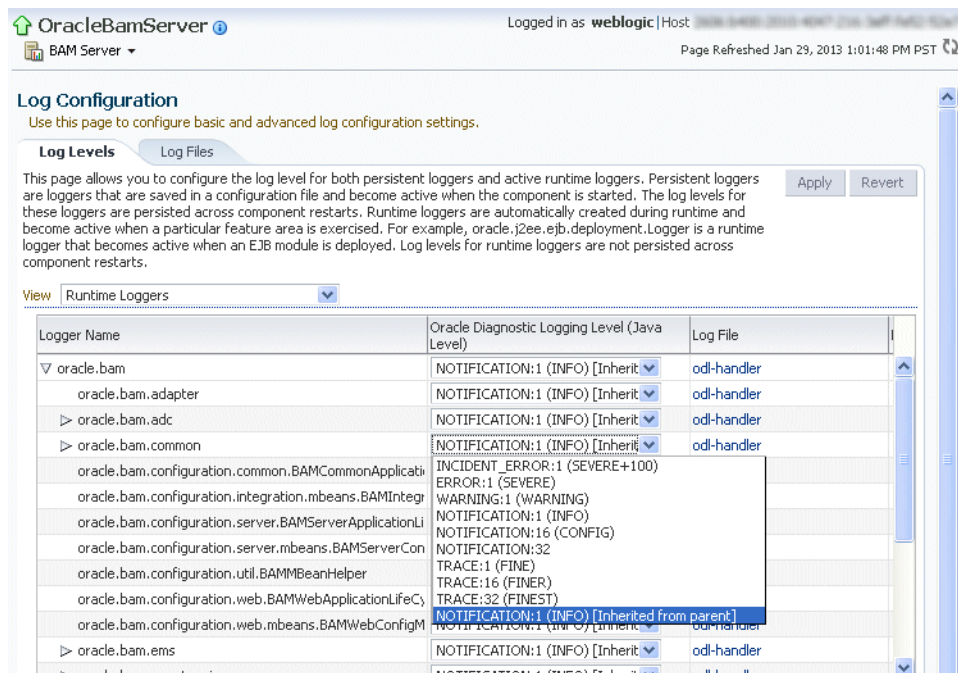 OracleBamServer
Logged in as weblogic|Host
BAM Server
Page Refreshed Jan 29, 2013 1:01:48 PM PST
Log Configuration
Use this page to configure basic and advanced log configuration settings.
Log Levels
Log Files
This page allows you to configure the log level for both persistent loggers and active runtime loggers. Persistent loggers
are loggers that are saved in a configuration file and become active when the component is started. The log levels for
these loggers are persisted across component restarts. Runtime loggers are automatically created during runtime and
become active when a particular feature area is exercised. For example, oracle.j2ee.ejb.deployment.Logger is a runtime
logger that becomes active when an EJB module is deployed. Log levels for runtime loggers are not persisted across
component restarts.
Apply
Revert
View Runtime Loggers
Logger Name
Oracle Diagnostic Logging Level (Java
Level)
Log File
oracle.bam NOTIFICATION:1 (INFO) [Inherit odl-handler
oracle.bam.adapter NOTIFICATION:1 (INFO) [Inherit odl-handler
oracle.bam.adc NOTIFICATION:1 (INFO) [Inherit odl-handler
oracle.bam.common NOTIFICATION:1 (INFO) [Inherit odl-handler
oracle.bam.configuration.common.BAMCommonApplicati
oracle.bam.configuration.integration.mbeans.BAMIntegr
oracle.bam.configuration.server.BAMServerApplicationLi
oracle.bam.configuration.server.mbeans.BAMServerCon
oracle.bam.configuration.util.BAMMBeanHelper
oracle.bam.configuration.web.BAMWebApplicationLifeCy
oracle.bam.configuration.web.mbeans.BAMWebConfigM
INCIDENT_ERROR:1 (SEVERE+100)
ERROR:1 (SEVERE)
WARNING:1 (WARNING)
NOTIFICATION:1 (INFO)
NOTIFICATION:16 (CONFIG)
NOTIFICATION:32
TRACE:1 (FINE)
TRACE:16 (FINER)
TRACE:32 (FINEST)
NOTIFICATION:1 (INFO) [Inherited from parent]
oracle.bam.ems NOTIFICATION:1 (INFO) [Inherit odl-handler